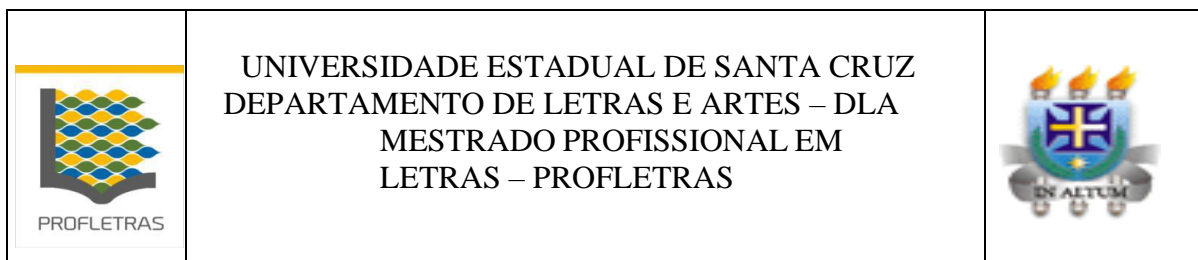 UNIVERSIDADE ESTADUAL DE SANTA CRUZ
DEPARTAMENTO DE LETRAS E ARTES – DLA
MESTRADO PROFISSIONAL EM
LETRAS – PROFLETRAS
PROFLETRAS
IN ALTUM